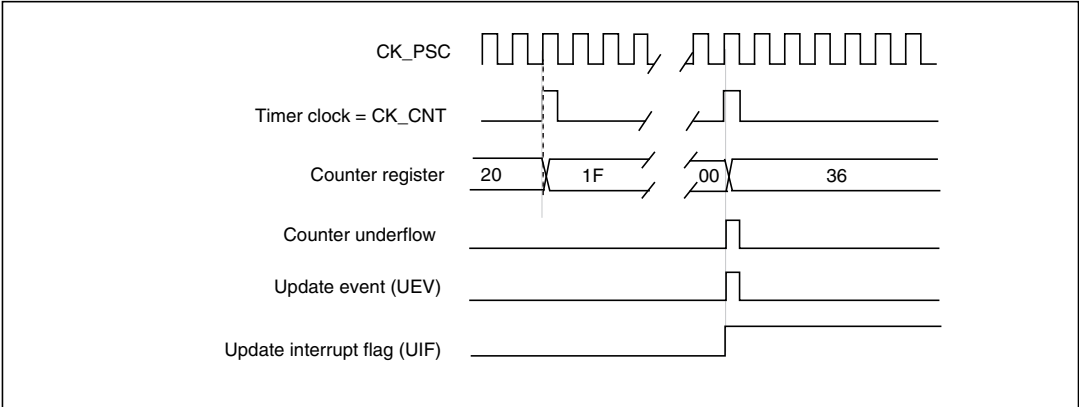 CK_PSC
Timer clock = CK_CNT
Counter register 20 1F 00 36
Counter underflow
Update event (UEV)
Update interrupt flag (UIF)